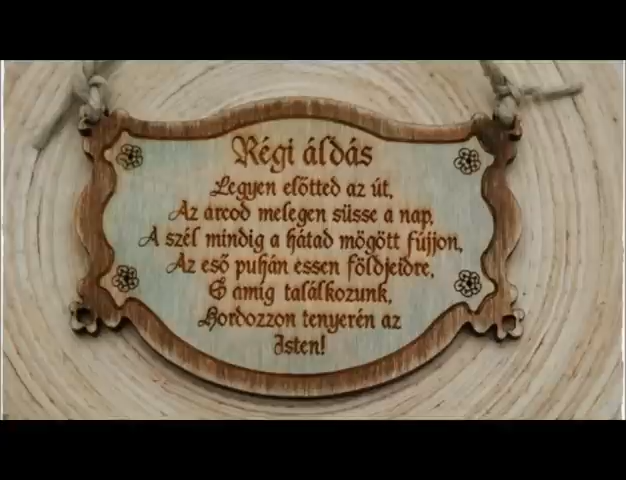 Régi áldás
Legyen előtted az út,
Az arcod melegen süsse a nap,
A szél mindig a hátad mögött fújjon,
Az eső puhán essen földjeidre,
S amíg találkozunk,
Hordozzon tenyerén az
Isten!